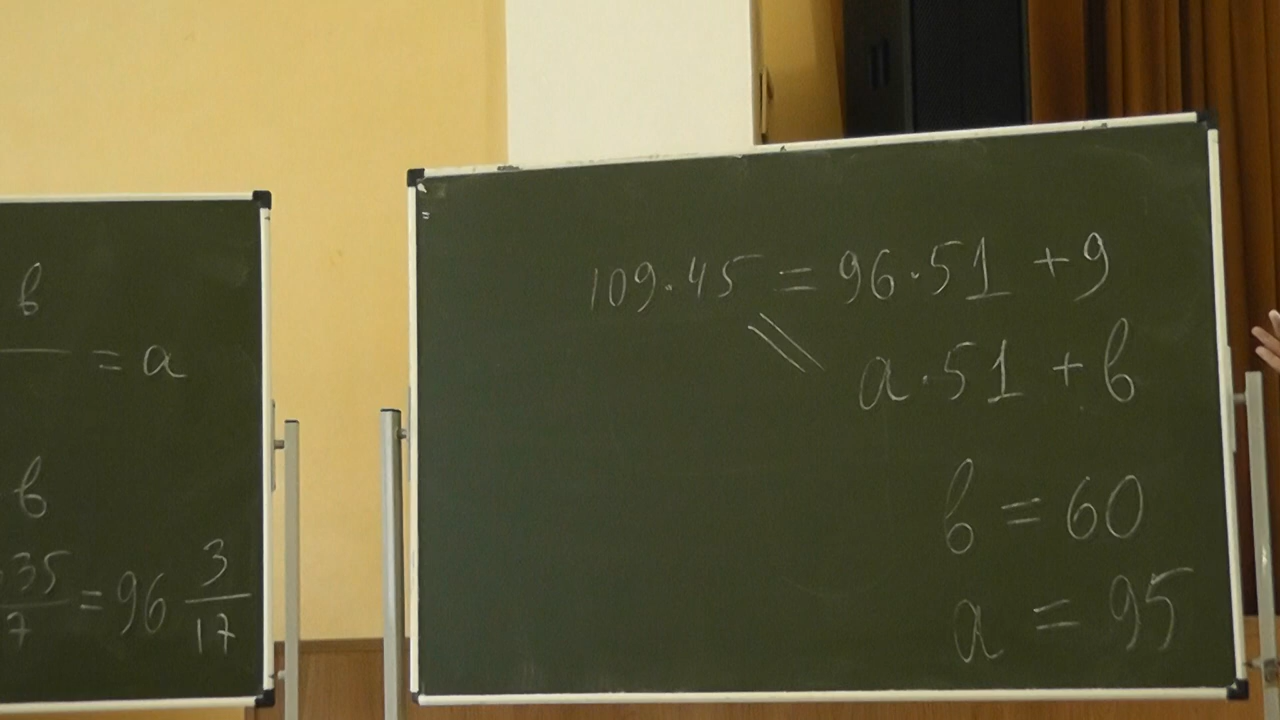 в
= a
в
35/7 = 96 3/17
109·45 = 96·51 + 9
a·51 + в
в = 60
a = 95